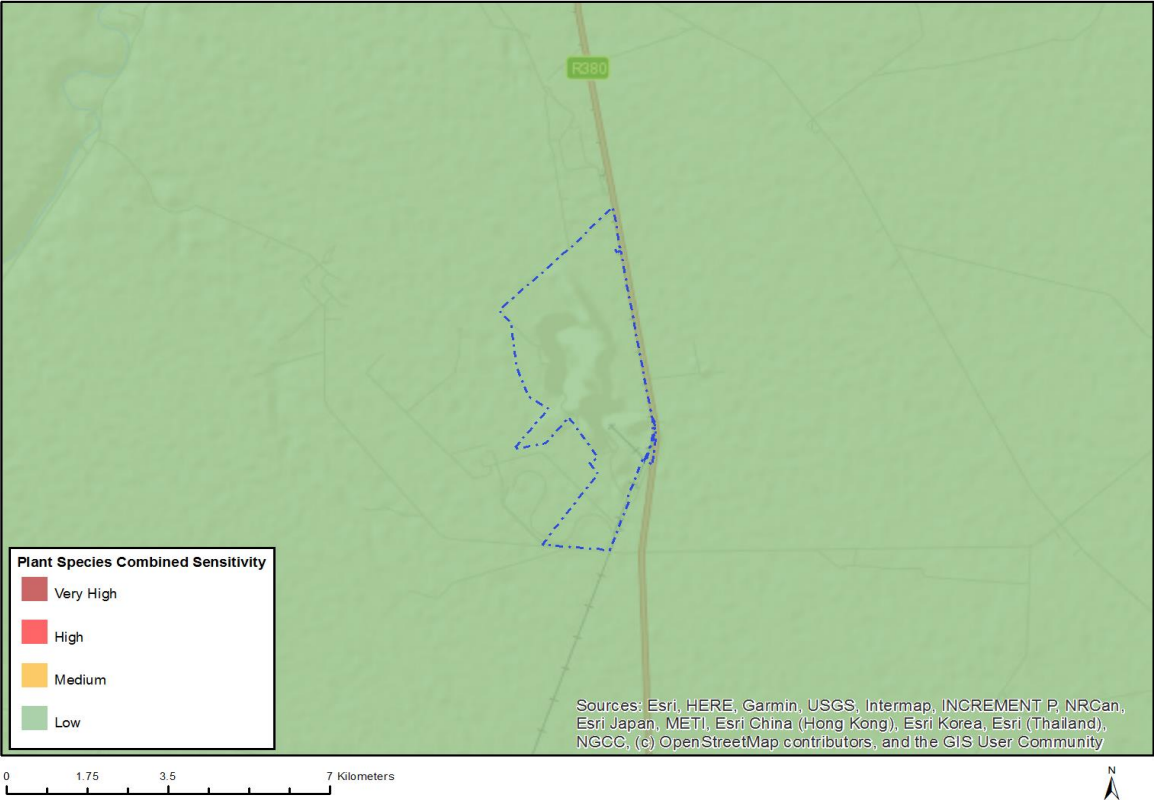 R380
Plant Species Combined Sensitivity
Very High
High
Medium
Low
Sources: Esri, HERE, Garmin, USGS, Intermap, INCREMENT P, NRCan,
Esri Japan, METI, Esri China (Hong Kong), Esri Korea, Esri (Thailand),
NGCC, (c) OpenStreetMap contributors, and the GIS User Community
0 1.75 3.5 7 Kilometers
N